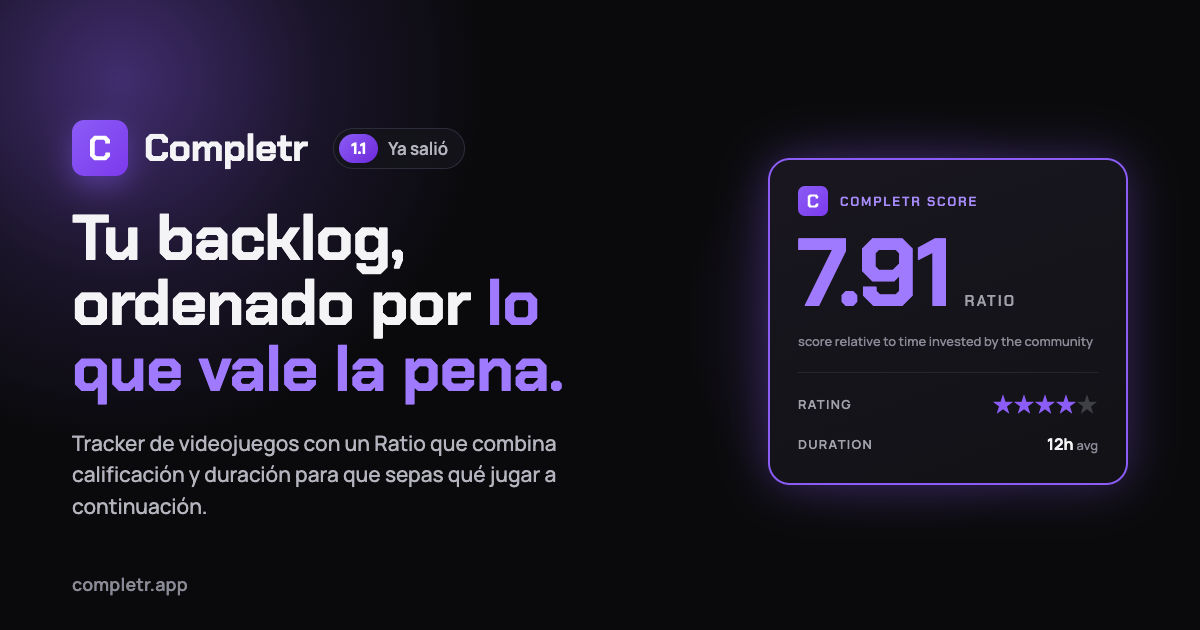 C Completr 1.1 Ya salió
Tu backlog,
ordenado por lo
que vale la pena.
Tracker de videojuegos con un Ratio que combina
calificación y duración para que sepas qué jugar a
continuación.
completr.app
C COMPLETR SCORE
7.91 RATIO
score relative to time invested by the community
RATING
DURATION 12h avg